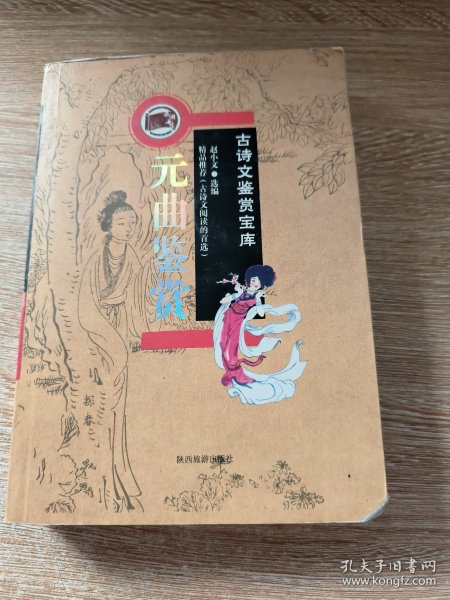 古诗文鉴赏宝库
赵小文●选编
精品推荐（古诗文阅读的首选）
元曲鉴赏
探春
陕西旅游出版社
孔夫子旧书网
www.kongfz.com